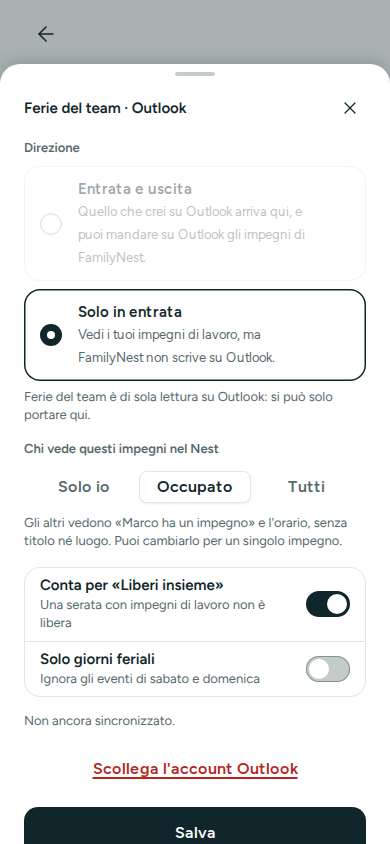 Ferie del team · Outlook
Direzione
Entrata e uscita
Quello che crei su Outlook arriva qui, e
puoi mandare su Outlook gli impegni di
FamilyNest.
Solo in entrata
Vedi i tuoi impegni di lavoro, ma
FamilyNest non scrive su Outlook.
Ferie del team è di sola lettura su Outlook: si può solo
portare qui.
Chi vede questi impegni nel Nest
Solo io
Occupato
Tutti
Gli altri vedono «Marco ha un impegno» e l'orario, senza
titolo né luogo. Puoi cambiarlo per un singolo impegno.
Conta per «Liberi insieme»
Una serata con impegni di lavoro non è
libera
Solo giorni feriali
Ignora gli eventi di sabato e domenica
Non ancora sincronizzato.
Scollega l'account Outlook
Salva